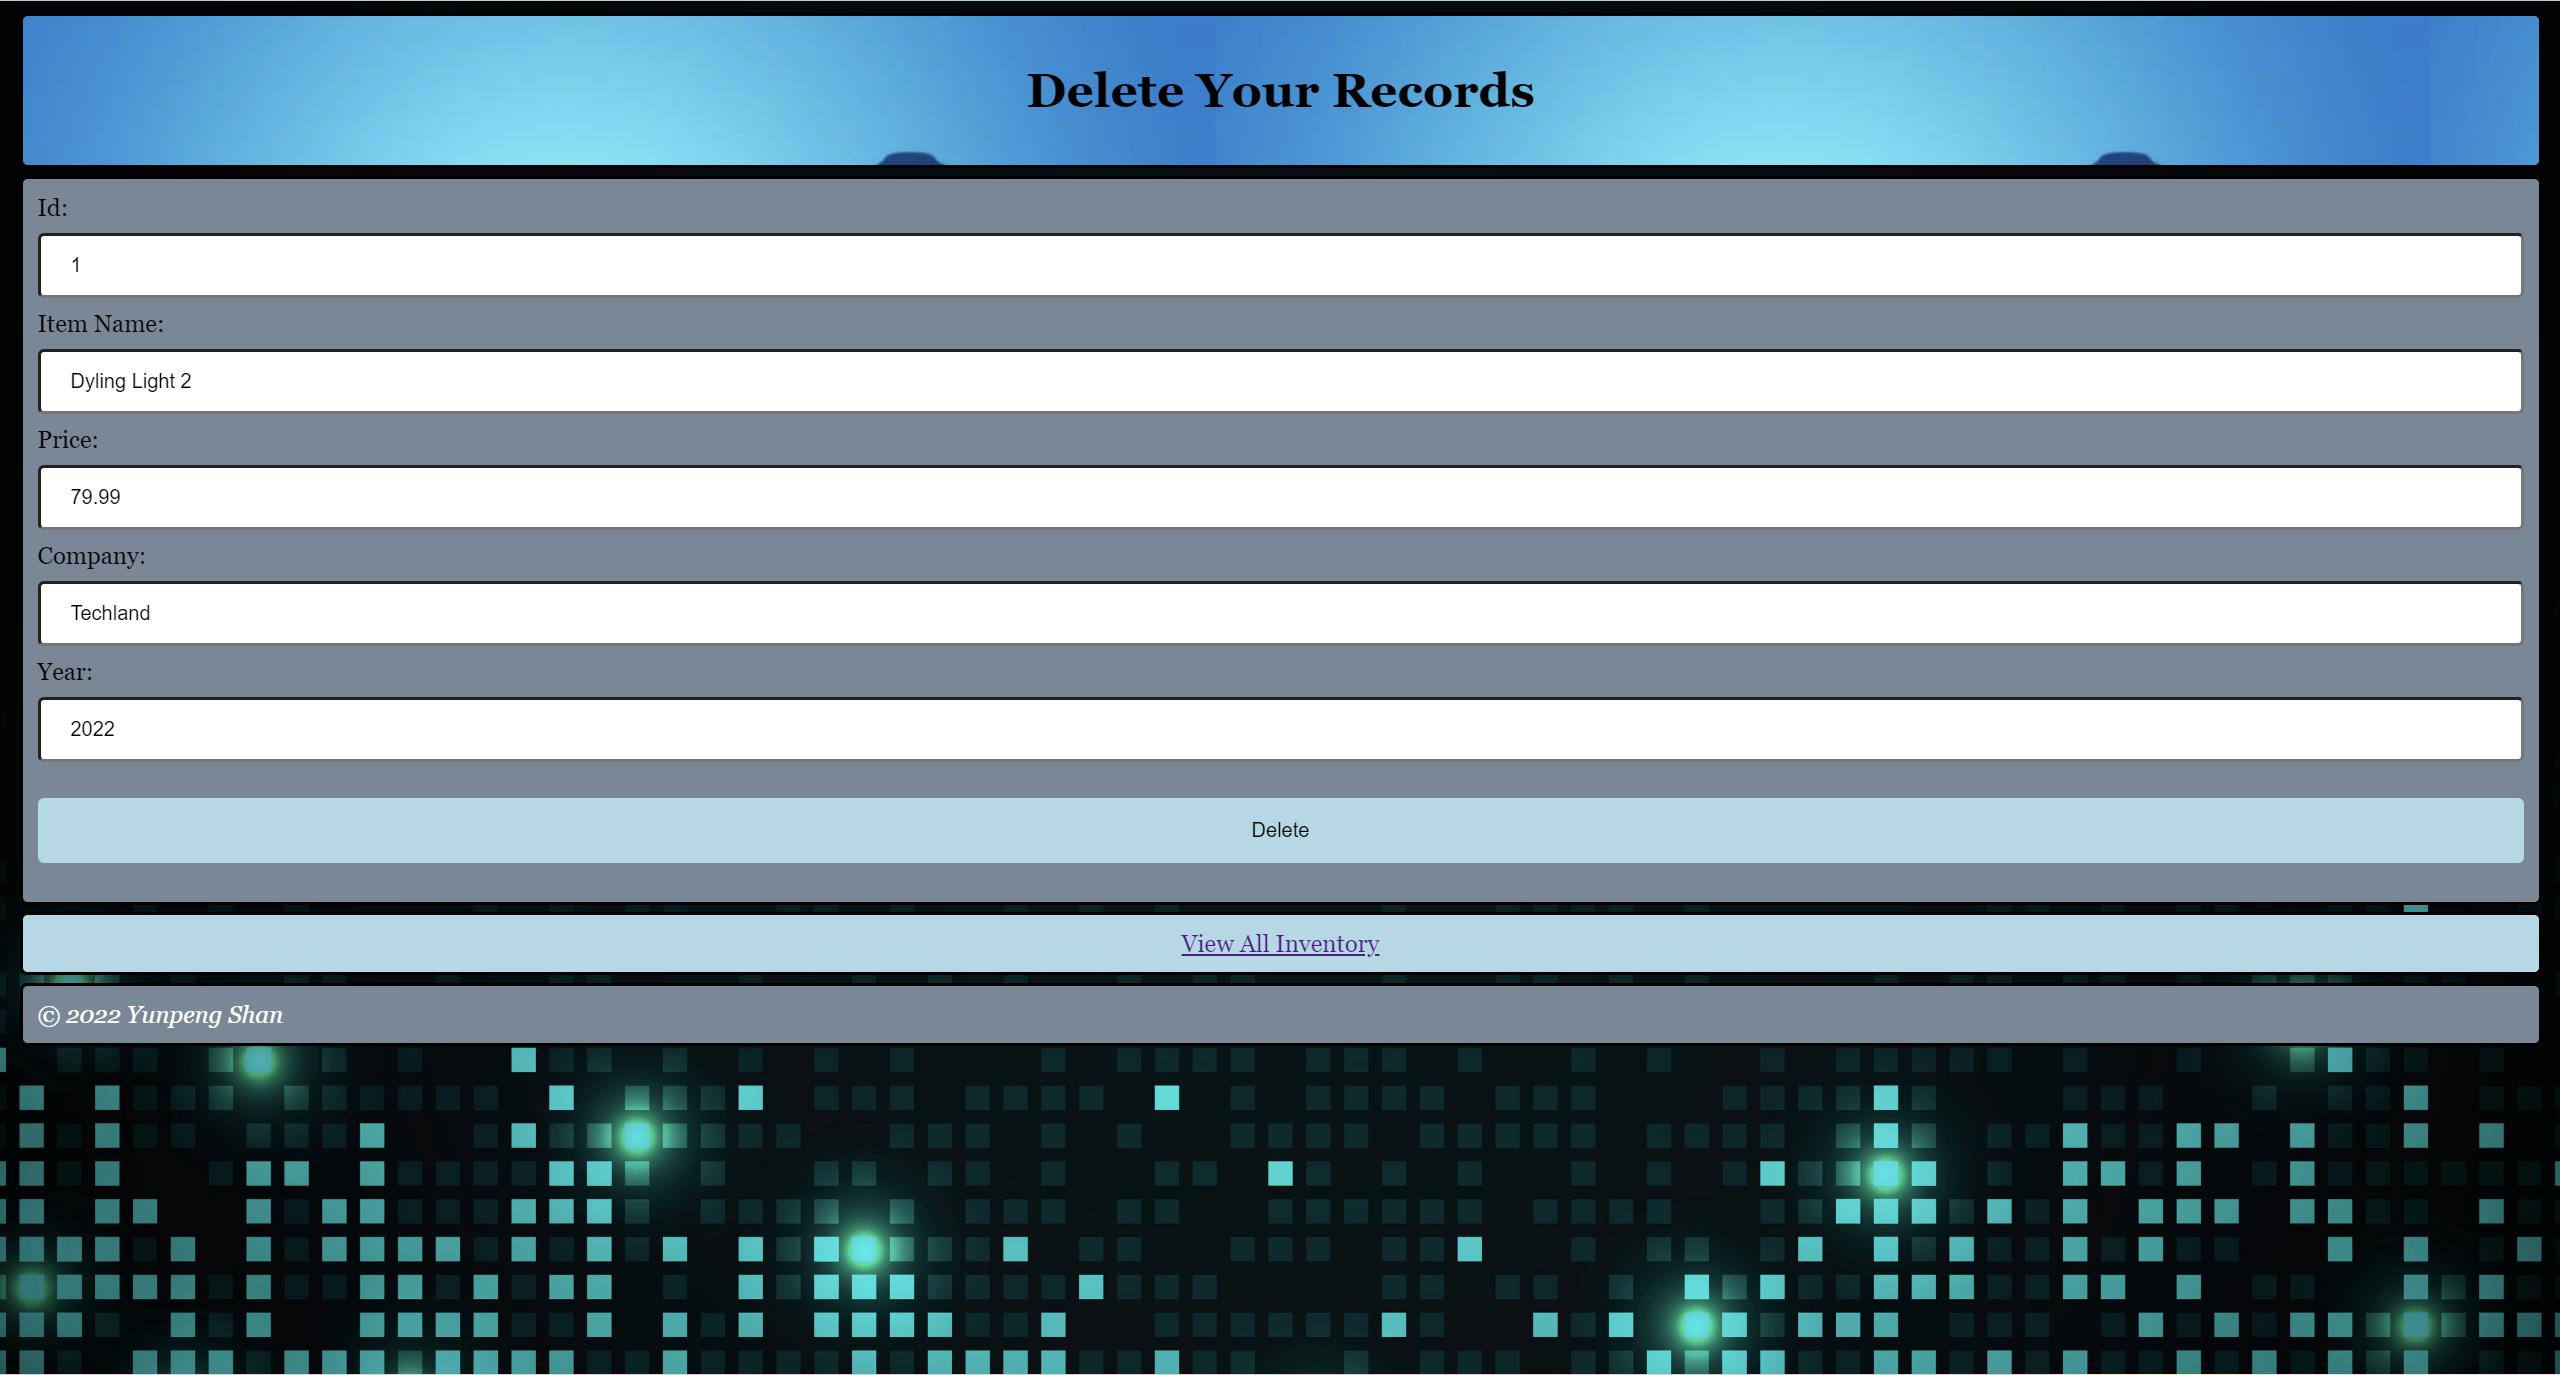 Delete Your Records
Id:
1
Item Name:
Dyling Light 2
Price:
79.99
Company:
Techland
Year:
2022
Delete
View All Inventory
© 2022 Yunpeng Shan